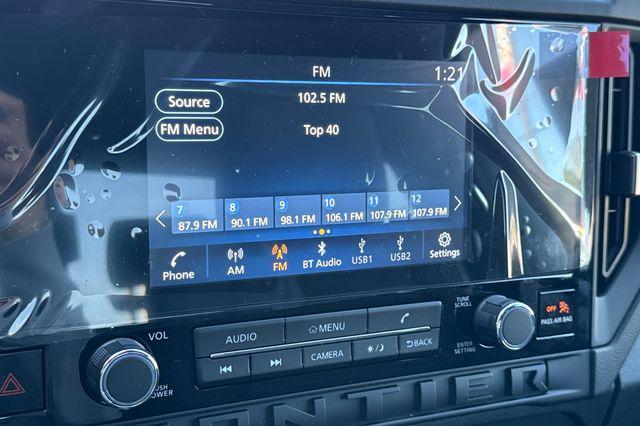 FM
1:21
Source
102.5 FM
FM Menu
Top 40
7 8 9 10 11 12
87.9 FM 90.1 FM 98.1 FM 106.1 FM 107.9 FM 107.9 FM
Phone AM FM BT Audio USB1 USB2 Settings
VOL
AUDIO MENU
TUNE
SCROLL
CAMERA BACK
ENTER
SETTING
OFF
PASS AIR BAG
PUSH
POWER
ONTIER
NTIER